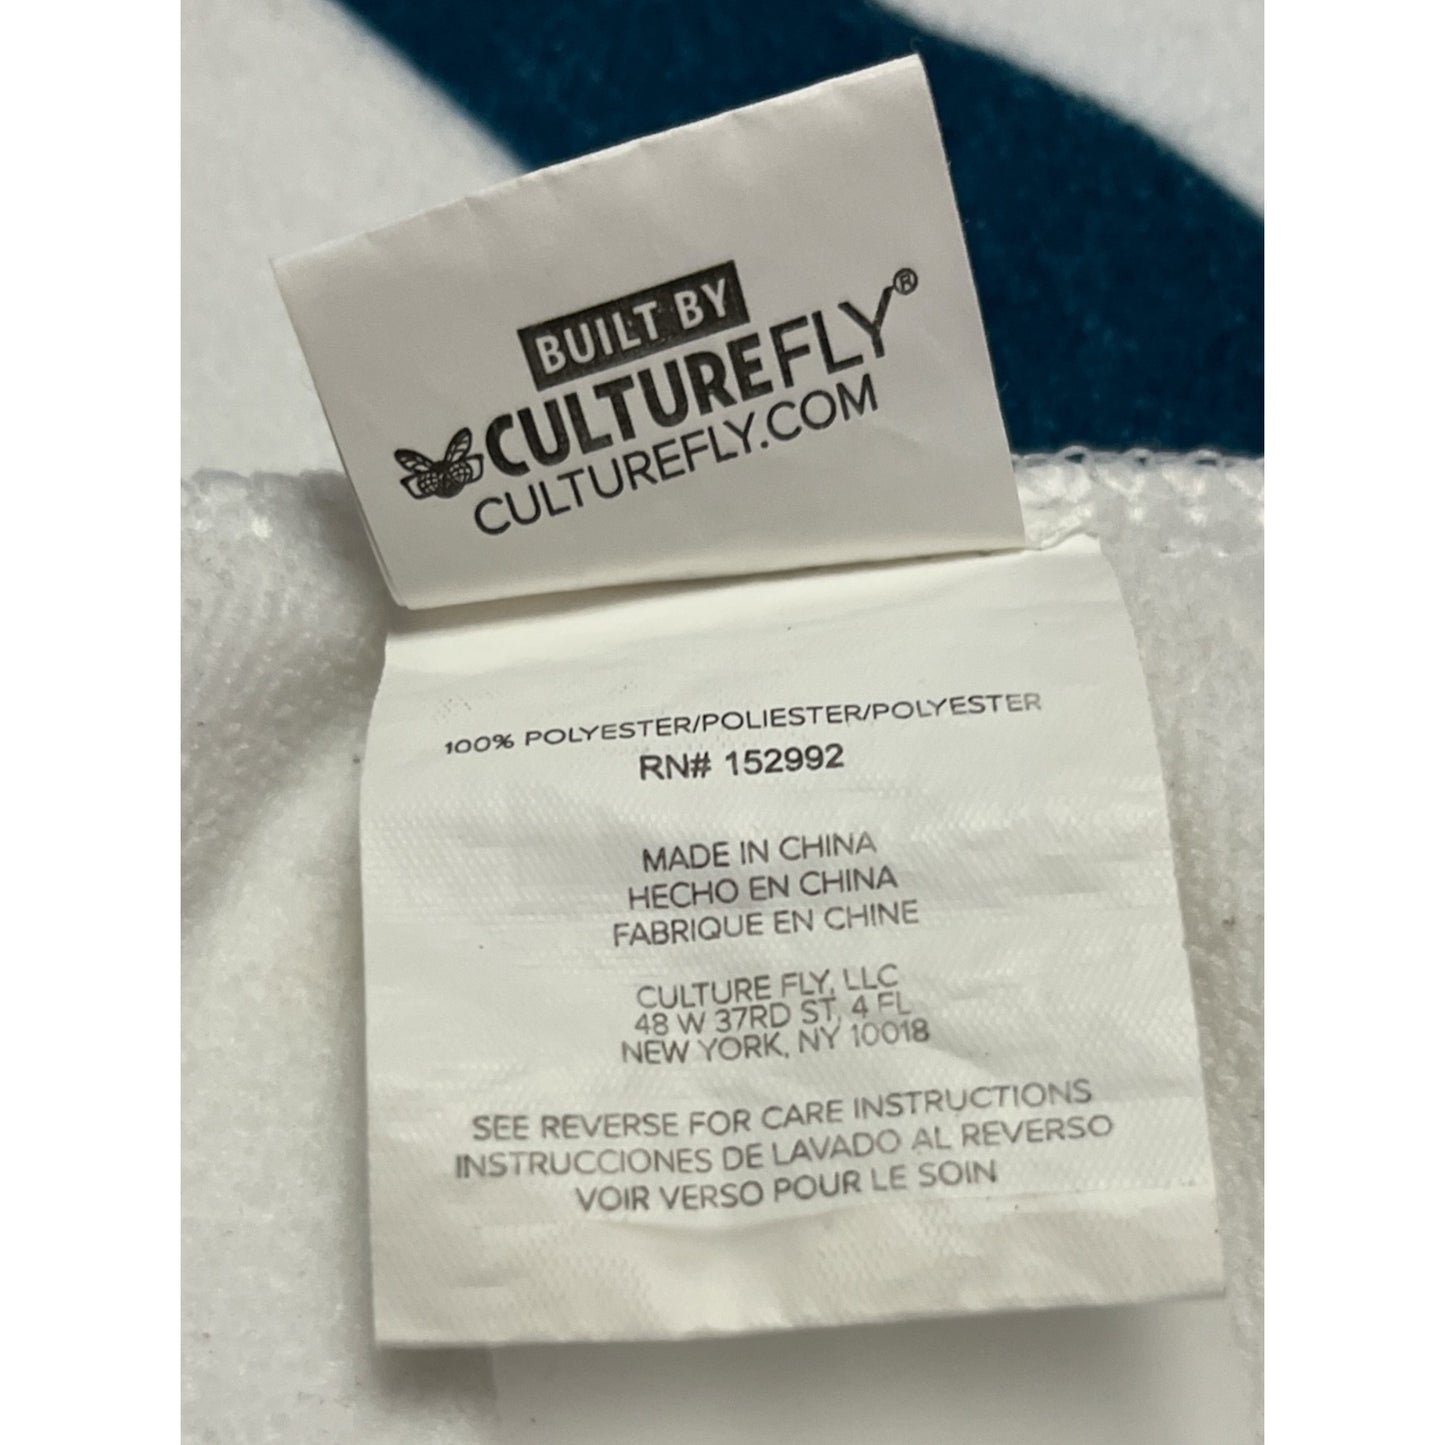 BUILT BY
CULTUREFLY®
CULTUREFLY.COM
100% POLYESTER/POLIESTER/POLYESTER
RN# 152992
MADE IN CHINA
HECHO EN CHINA
FABRIQUE EN CHINE
CULTURE FLY, LLC
48 W 37RD ST, 4 FL
NEW YORK, NY 10018
SEE REVERSE FOR CARE INSTRUCTIONS
INSTRUCCIONES DE LAVADO AL REVERSO
VOIR VERSO POUR LE SOIN